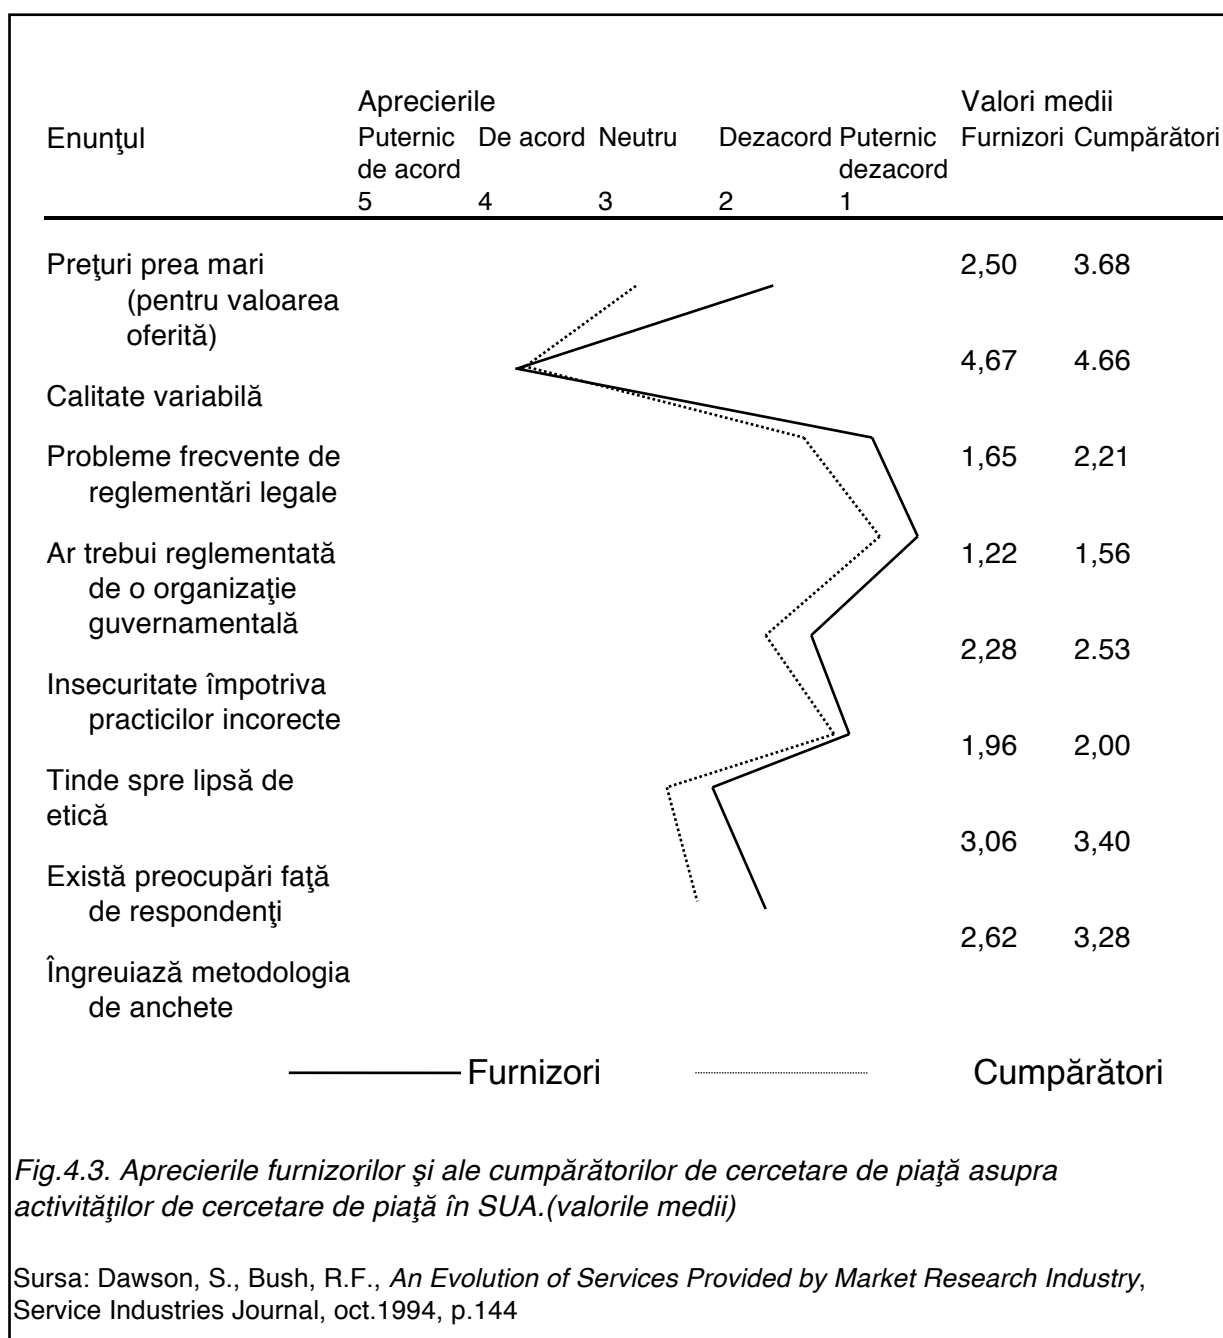 Aprecierile Valori medii
Enunţul Puternic De acord Neutru Dezacord Puternic Furnizori Cumpărători
de acord dezacord
5 4 3 2 1
Preţuri prea mari 2,50 3.68
(pentru valoarea
oferită)
4,67 4.66
Calitate variabilă
Probleme frecvente de 1,65 2,21
reglementări legale
Ar trebui reglementată 1,22 1,56
de o organizaţie
guvernamentală
2,28 2.53
Insecuritate împotriva
practicilor incorecte
1,96 2,00
Tinde spre lipsă de
etică
3,06 3,40
Există preocupări faţă
de respondenţi
2,62 3,28
Îngreuiază metodologia
de anchete
Furnizori Cumpărători
Fig.4.3. Aprecierile furnizorilor şi ale cumpărătorilor de cercetare de piaţă asupra
activităţilor de cercetare de piaţă în SUA.(valorile medii)
Sursa: Dawson, S., Bush, R.F., An Evolution of Services Provided by Market Research Industry,
Service Industries Journal, oct.1994, p.144